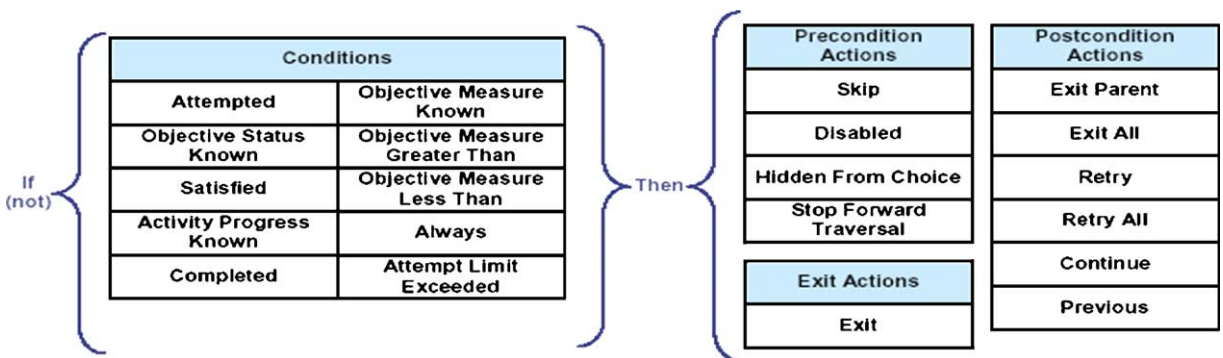 If
(not)
Conditions
Attempted
Objective Measure
Known
Objective Status
Known
Objective Measure
Greater Than
Satisfied
Objective Measure
Less Than
Activity Progress
Known
Always
Completed
Attempt Limit
Exceeded
Then
Precondition
Actions
Skip
Disabled
Hidden From Choice
Stop Forward
Traversal
Exit Actions
Exit
Postcondition
Actions
Exit Parent
Exit All
Retry
Retry All
Continue
Previous